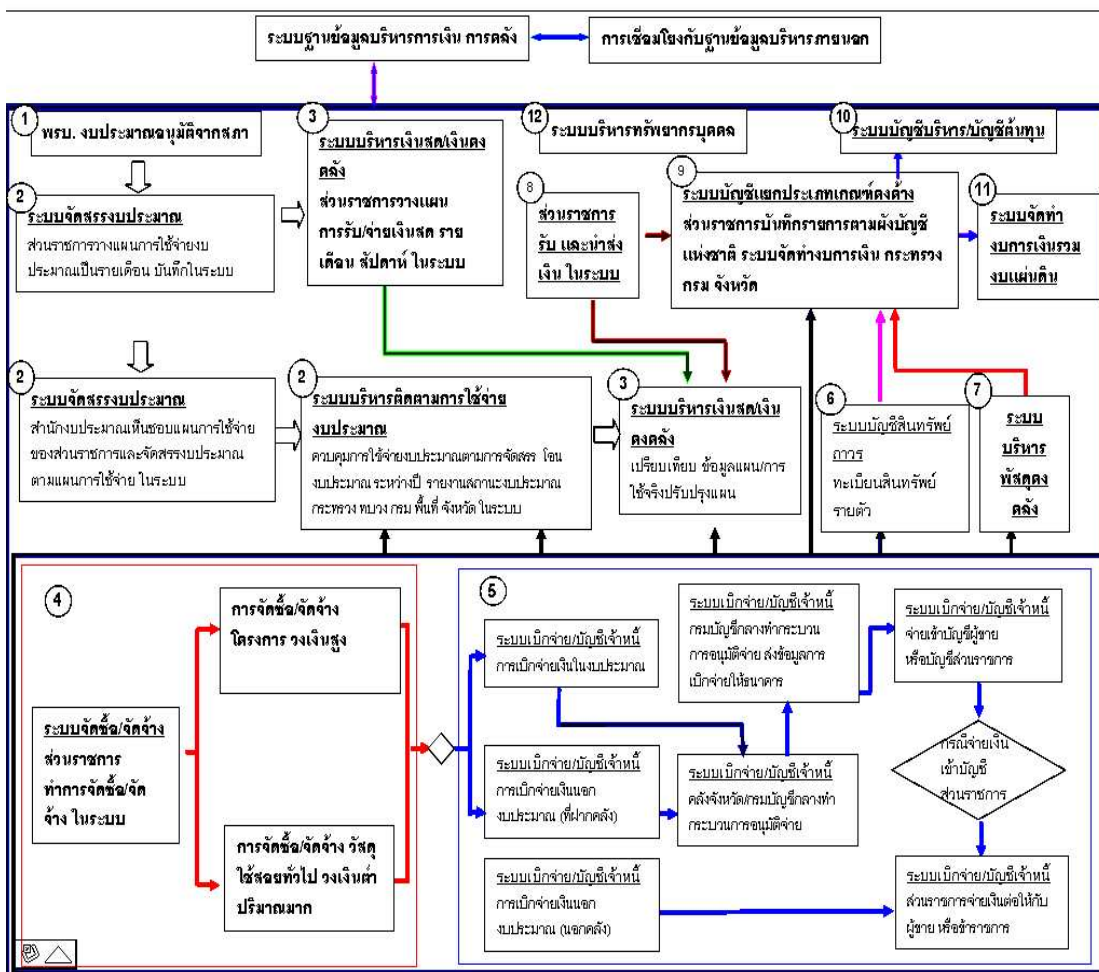 ระบบฐานข้อมูลบริหารการเงิน การคลัง
การเชื่อมโยงกับฐานข้อมูลบริหารภายนอก
1
พรบ. งบประมาณอนุมัติจากสภา
2
ระบบจัดสรรงบประมาณ
ส่วนราชการวางแผนการใช้จ่ายงบ
ประมาณเป็นรายเดือน บันทึกในระบบ
3
ระบบบริหารเงินสด/เงินคง
คลัง
ส่วนราชการวางแผน
การรับ/จ่ายเงินสด ราย
เดือน สัปดาห์ ในระบบ
12
ระบบบริหารทรัพยากรบุคคล
8
ส่วนราชการ
รับ และนำส่ง
เงิน ในระบบ
10
ระบบบัญชีบริหาร/บัญชีต้นทุน
9
ระบบบัญชีแยกประเภทเกณฑ์คงค้าง
ส่วนราชการบันทึกรายการตามผังบัญชี
แห่งชาติ ระบบจัดทำงบการเงิน กระทรวง
กรม จังหวัด
11
ระบบจัดทำ
งบการเงินรวม
งบแผ่นดิน
2
ระบบจัดสรรงบประมาณ
สำนักงบประมาณเห็นชอบแผนการใช้จ่าย
ของส่วนราชการและจัดสรรงบประมาณ
ตามแผนการใช้จ่าย ในระบบ
2
ระบบบริหารติดตามการใช้จ่าย
งบประมาณ
ควบคุมการใช้จ่ายงบประมาณตามการจัดสรร โอน
งบประมาณ ระหว่างปี รายงานสถานะงบประมาณ
กระทรวง ทบวง กรม พื้นที่ จังหวัด ในระบบ
3
ระบบบริหารเงินสด/เงิน
คงคลัง
เปรียบเทียบ ข้อมูลแผน/การ
ใช้จริงปรับปรุงแผน
6
ระบบบัญชีสินทรัพย์
ถาวร
ทะเบียนสินทรัพย์
รายตัว
7
ระบบ
บริหาร
พัสดุคง
คลัง
4
ระบบจัดซื้อ/จัดจ้าง
ส่วนราชการ
ทำการจัดซื้อ/จัด
จ้าง ในระบบ
การจัดซื้อ/จัดจ้าง
โครงการ วงเงินสูง
การจัดซื้อ/จัดจ้าง วัสดุ
ใช้สอยทั่วไป วงเงินต่ำ
ปริมาณมาก
5
ระบบเบิกจ่าย/บัญชีเจ้าหนี้
การเบิกจ่ายเงินในงบประมาณ
ระบบเบิกจ่าย/บัญชีเจ้าหนี้
การเบิกจ่ายเงินนอก
งบประมาณ (ที่ฝากคลัง)
ระบบเบิกจ่าย/บัญชีเจ้าหนี้
การเบิกจ่ายเงินนอก
งบประมาณ (นอกคลัง)
ระบบเบิกจ่าย/บัญชีเจ้าหนี้
กรมบัญชีกลางทำกระบวน
การอนุมัติจ่าย ส่งข้อมูลการ
เบิกจ่ายให้ธนาคาร
ระบบเบิกจ่าย/บัญชีเจ้าหนี้
คลังจังหวัด/กรมบัญชีกลางทำ
กระบวนการอนุมัติจ่าย
ระบบเบิกจ่าย/บัญชีเจ้าหนี้
จ่ายเข้าบัญชีผู้ขาย
หรือบัญชีส่วนราชการ
กรณีจ่ายเงิน
เข้าบัญชี
ส่วนราชการ
ระบบเบิกจ่าย/บัญชีเจ้าหนี้
ส่วนราชการจ่ายเงินต่อให้กับ
ผู้ขาย หรือข้าราชการ